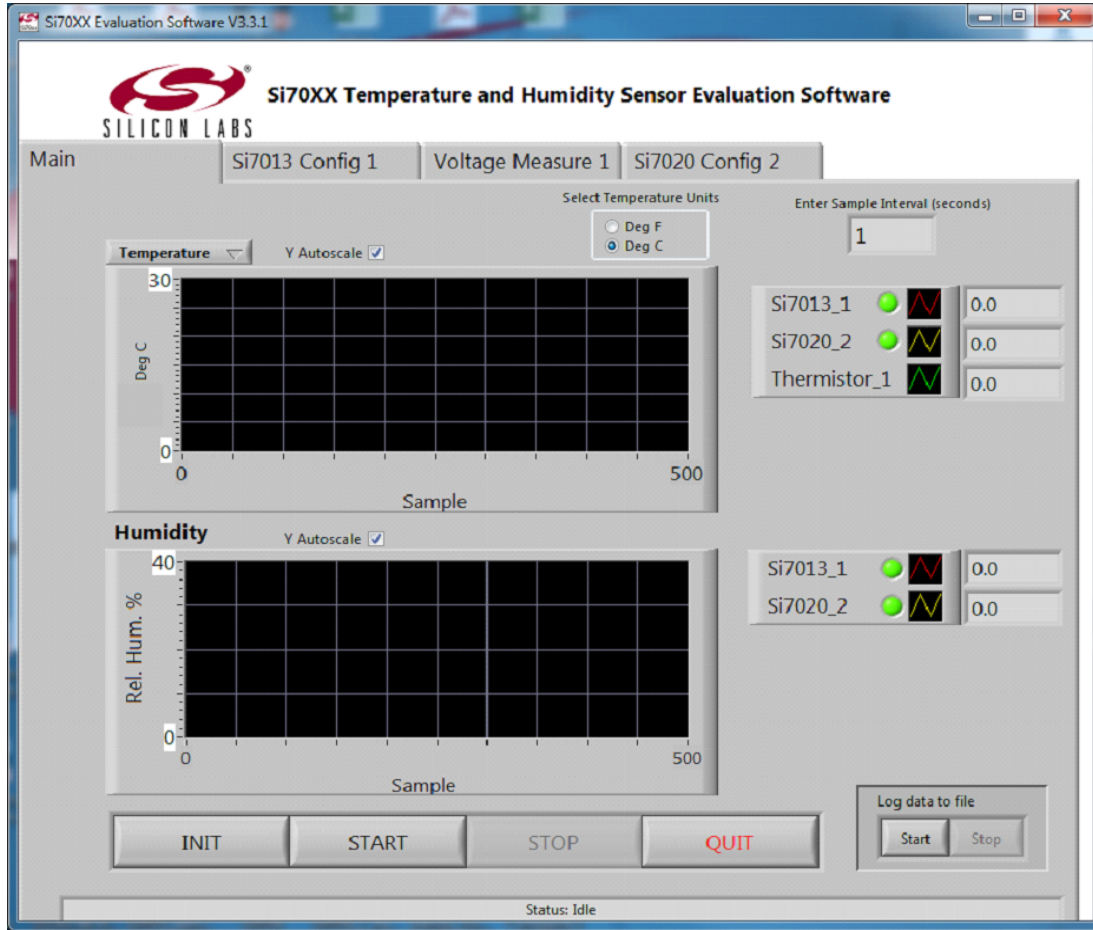 Si70XX Evaluation Software V3.3.1
SILICON LABS
Si70XX Temperature and Humidity Sensor Evaluation Software
Main
Si7013 Config 1
Voltage Measure 1
Si7020 Config 2
Select Temperature Units
Deg F
Deg C
Enter Sample Interval (seconds)
1
Temperature
Y Autoscale
30
Deg C
0
0
500
Sample
Si7013_1
0.0
Si7020_2
0.0
Thermistor_1
0.0
Humidity
Y Autoscale
40
Rel. Hum. %
0
0
500
Sample
Si7013_1
0.0
Si7020_2
0.0
INIT
START
STOP
QUIT
Log data to file
Start
Stop
Status: Idle